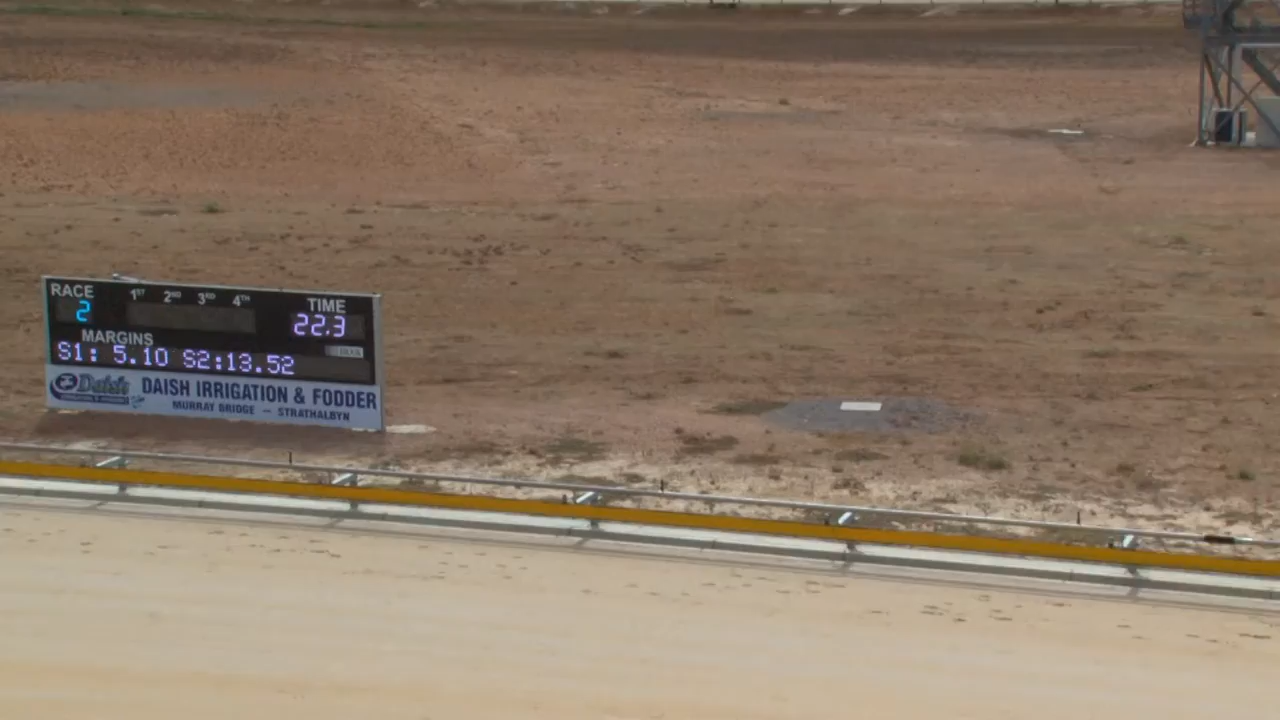 RACE 1ST 2ND 3RD 4TH TIME
2 22.3
MARGINS
S1: 5.10 S2:13.52
Daish DAISH IRRIGATION & FODDER
MURRAY BRIDGE - STRATHALBYN